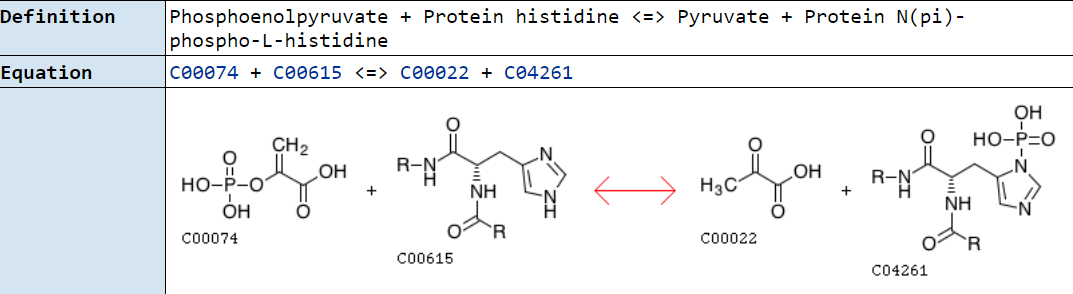 Definition
Phosphoenolpyruvate + Protein histidine <=> Pyruvate + Protein N(pi)-
phospho-L-histidine
Equation
C00074 + C00615 <=> C00022 + C04261
O
HO-P-O
OH
CH2
OH
O
C00074
+
R-N
H
O
N
N
H
NH
O
R
C00615
O
H3C
OH
O
C00022
+
OH
HO-P=O
O
R-N
H
N
N
NH
O
R
C04261